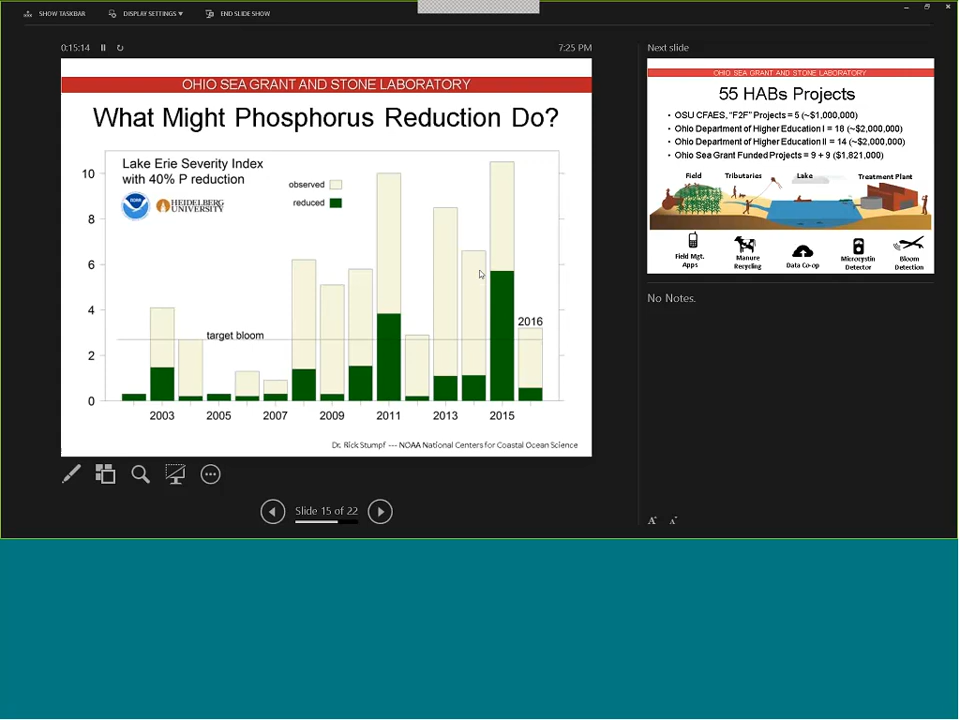 SHOW TASKBAR
DISPLAY SETTINGS ▼
END SLIDE SHOW
0:15:14
7:25 PM
OHIO SEA GRANT AND STONE LABORATORY
What Might Phosphorus Reduction Do?
Lake Erie Severity Index
with 40% P reduction
NOAA
HEIDELBERG
UNIVERSITY
observed
reduced
10
8
6
4
2
0
target bloom
2016
2003
2005
2007
2009
2011
2013
2015
Dr. Rick Stumpf --- NOAA National Centers for Coastal Ocean Science
Slide 15 of 22
Next slide
OHIO SEA GRANT AND STONE LABORATORY
55 HABs Projects
• OSU CFAES, "F2F" Projects = 5 (~$1,000,000)
• Ohio Department of Higher Education I = 18 (~$2,000,000)
• Ohio Department of Higher Education II = 14 (~$2,000,000)
• Ohio Sea Grant Funded Projects = 9 + 9 ($1,821,000)
Field
Tributaries
Lake
Treatment Plant
Field Mgt.
Apps
Manure
Recycling
Data Co-op
Microcystin
Detector
Bloom
Detection
No Notes.
A A